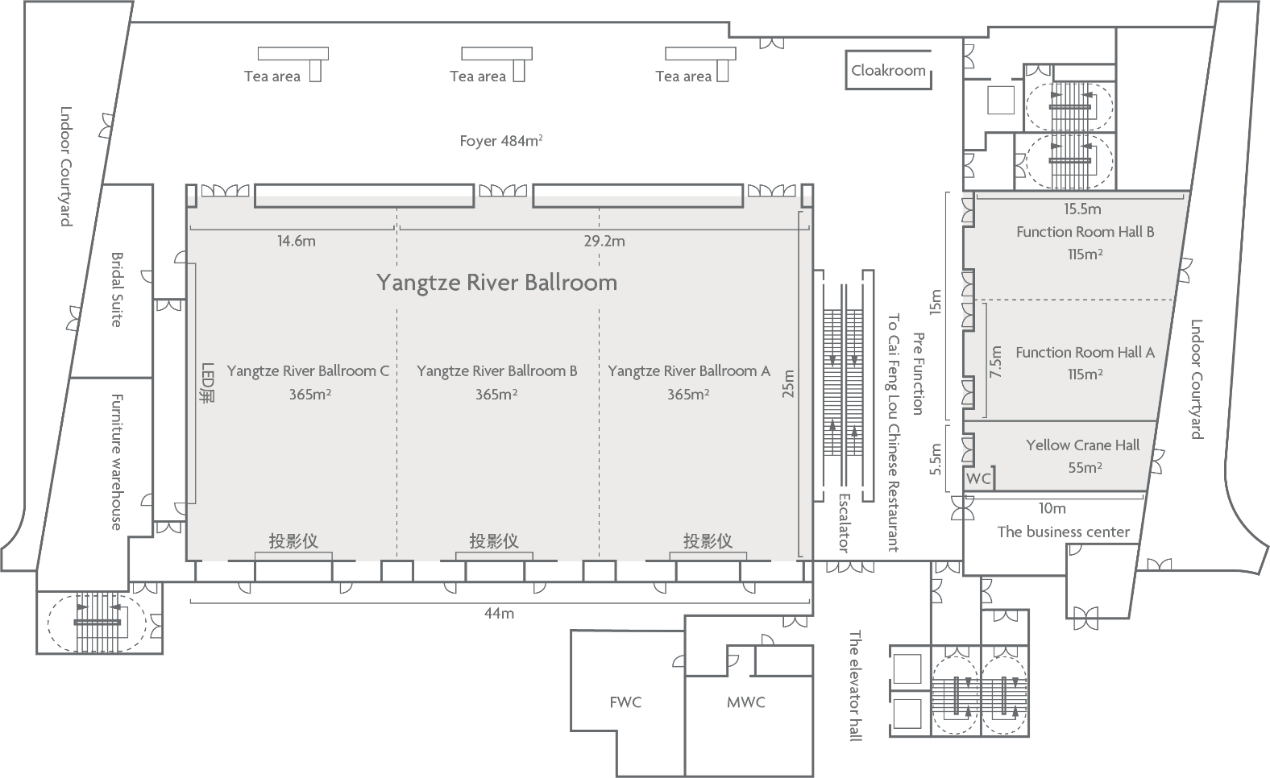 Tea area
Tea area
Tea area
Cloakroom
Foyer 484m²
Lndoor Courtyard
15.5m
Function Room Hall B
115m²
14.6m
29.2m
Yangtze River Ballroom
Bridal Suite
15m
Pre Function
To Cai Feng Lou Chinese Restaurant
Lndoor Courtyard
LED屏
Yangtze River Ballroom C
365m²
Yangtze River Ballroom B
365m²
Yangtze River Ballroom A
365m²
25m
7.5m
Function Room Hall A
115m²
Furniture warehouse
5.5m
Yellow Crane Hall
55m²
WC
10m
Escalator
The business center
投影仪
投影仪
投影仪
44m
The elevator hall
FWC
MWC